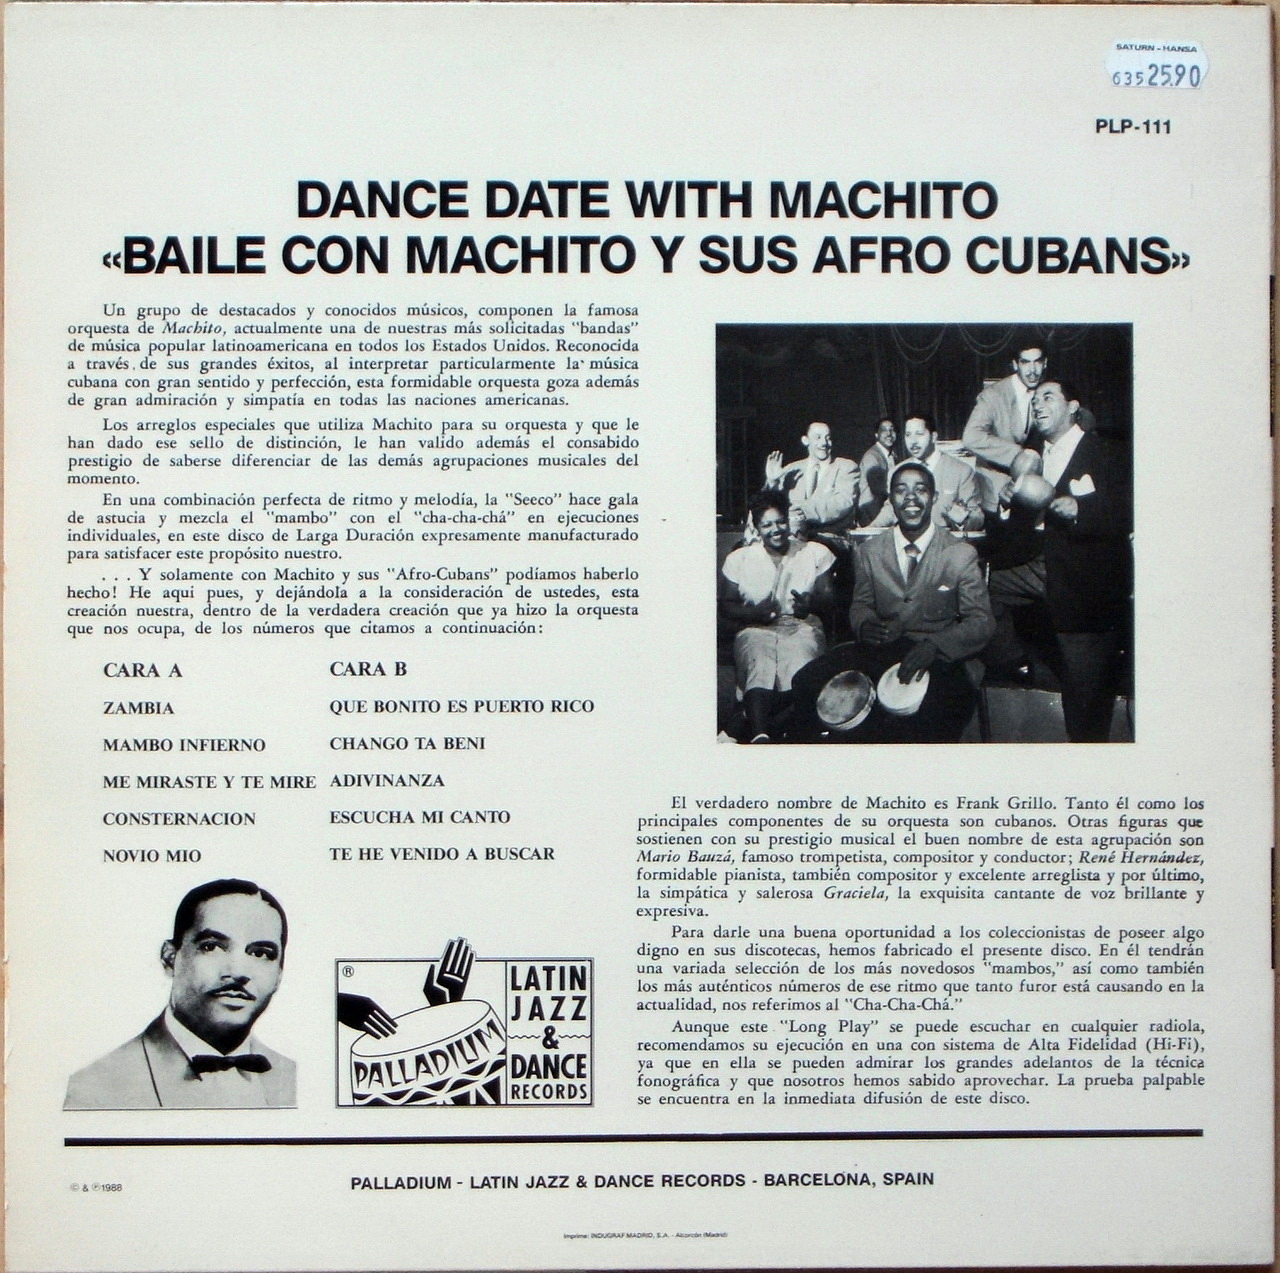 SATURN - HANSA
635 25.90
PLP-111
DANCE DATE WITH MACHITO
«BAILE CON MACHITO Y SUS AFRO CUBANS»
Un grupo de destacados y conocidos músicos, componen la famosa
orquesta de Machito, actualmente una de nuestras más solicitadas "bandas"
de música popular latinoamericana en todos los Estados Unidos. Reconocida
a través de sus grandes éxitos, al interpretar particularmente la música
cubana con gran sentido y perfección, esta formidable orquesta goza además
de gran admiración y simpatía en todas las naciones americanas.
Los arreglos especiales que utiliza Machito para su orquesta y que le
han dado ese sello de distinción, le han valido además el consabido
prestigio de saberse diferenciar de las demás agrupaciones musicales del
momento.
En una combinación perfecta de ritmo y melodía, la "Seeco" hace gala
de astucia y mezcla el "mambo" con el "cha-cha-chá" en ejecuciones
individuales, en este disco de Larga Duración expresamente manufacturado
para satisfacer este propósito nuestro.
. . . Y solamente con Machito y sus "Afro-Cubans" podíamos haberlo
hecho! He aquí pues, y dejándola a la consideración de ustedes, esta
creación nuestra, dentro de la verdadera creación que ya hizo la orquesta
que nos ocupa, de los números que citamos a continuación:
CARA A
ZAMBIA
MAMBO INFIERNO
ME MIRASTE Y TE MIRE
CONSTERNACION
NOVIO MIO
CARA B
QUE BONITO ES PUERTO RICO
CHANGO TA BENI
ADIVINANZA
ESCUCHA MI CANTO
TE HE VENIDO A BUSCAR
El verdadero nombre de Machito es Frank Grillo. Tanto él como los
principales componentes de su orquesta son cubanos. Otras figuras que
sostienen con su prestigio musical el buen nombre de esta agrupación son
Mario Bauzá, famoso trompetista, compositor y conductor; René Hernández,
formidable pianista, también compositor y excelente arreglista y por último,
la simpática y salerosa Graciela, la exquisita cantante de voz brillante y
expresiva.
Para darle una buena oportunidad a los coleccionistas de poseer algo
digno en sus discotecas, hemos fabricado el presente disco. En él tendrán
una variada selección de los más novedosos "mambos," así como también
los más auténticos números de ese ritmo que tanto furor está causando en la
actualidad, nos referimos al "Cha-Cha-Chá."
Aunque este "Long Play" se puede escuchar en cualquier radiola,
recomendamos su ejecución en una con sistema de Alta Fidelidad (Hi-Fi),
ya que en ella se pueden admirar los grandes adelantos de la técnica
fonográfica y que nosotros hemos sabido aprovechar. La prueba palpable
se encuentra en la inmediata difusión de este disco.
®
PALLADIUM
LATIN
JAZZ
&
DANCE
RECORDS
© & ℗1988
PALLADIUM - LATIN JAZZ & DANCE RECORDS - BARCELONA, SPAIN
Imprime: INDUGRAF MADRID, S.A. - Alcorcón (Madrid)